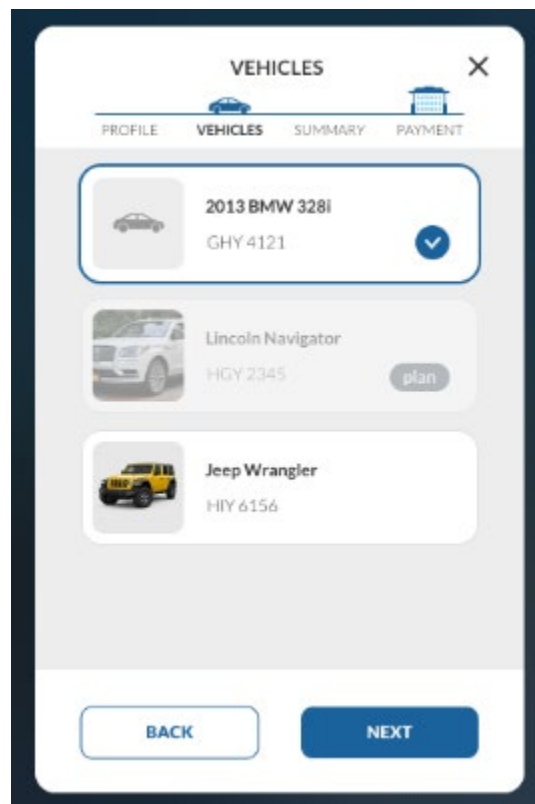 VEHICLES
PROFILE VEHICLES SUMMARY PAYMENT
2013 BMW 328i
GHY 4121
Lincoln Navigator
HGY 2345
plan
Jeep Wrangler
HIY 6156
BACK NEXT